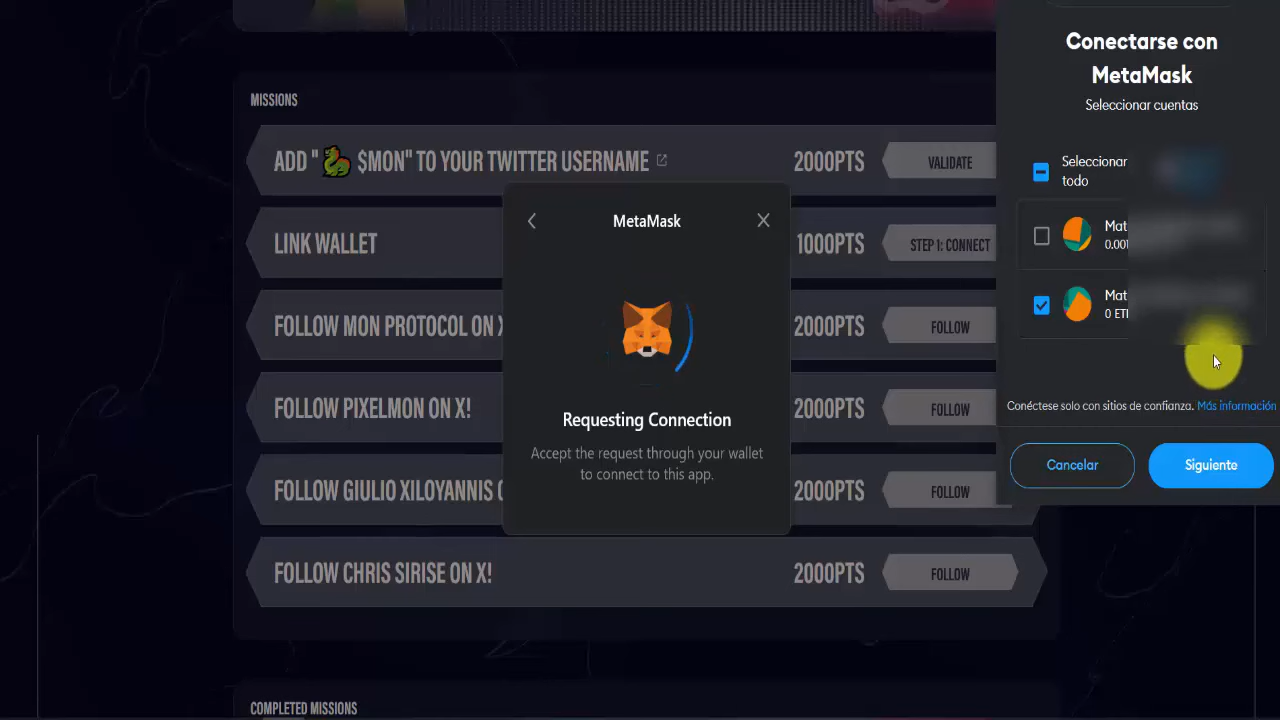 MISSIONS
ADD " $MON" TO YOUR TWITTER USERNAME
2000PTS
VALIDATE
LINK WALLET
1000PTS
STEP 1: CONNECT
FOLLOW MON PROTOCOL ON
2000PTS
FOLLOW
FOLLOW PIXELMON ON X!
2000PTS
FOLLOW
FOLLOW GIULIO XILOYANNIS
2000PTS
FOLLOW
FOLLOW CHRIS SIRISE ON X!
2000PTS
FOLLOW
COMPLETED MISSIONS
MetaMask
Requesting Connection
Accept the request through your wallet
to connect to this app.
Conectarse con
MetaMask
Seleccionar cuentas
Seleccionar
todo
Mat
0.001
Mat
0 ETH
Conéctese solo con sitios de confianza. Más información
Cancelar
Siguiente